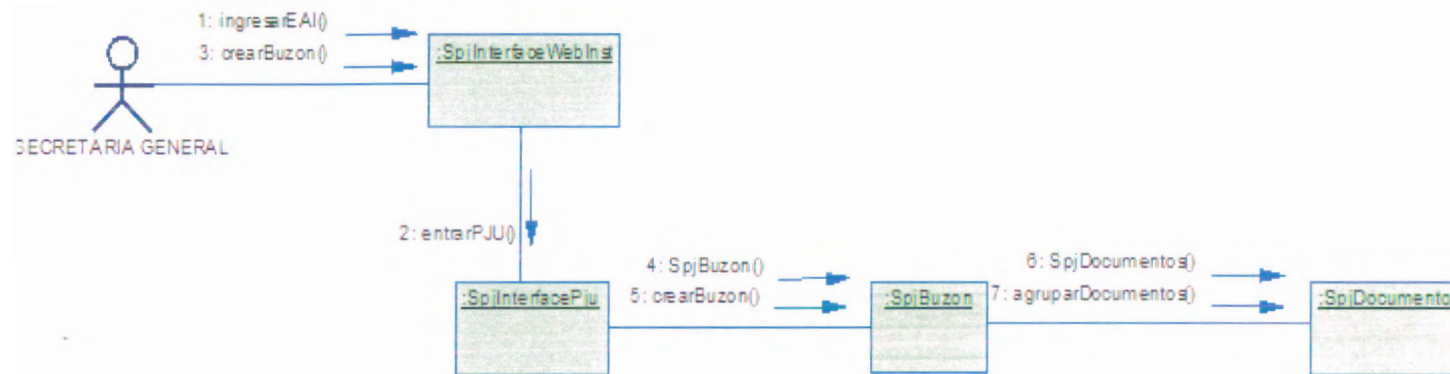 1: ingresarEAI()
3: crearBuzon()
:SpjInterfaceWebInst
SECRETARIA GENERAL
2: entrarPJU()
4: SpjBuzon()
5: crearBuzon()
6: SpjDocumentos()
7: agruparDocumentos()
:SpjInterfacePju
:SpjBuzon
:SpjDocumento